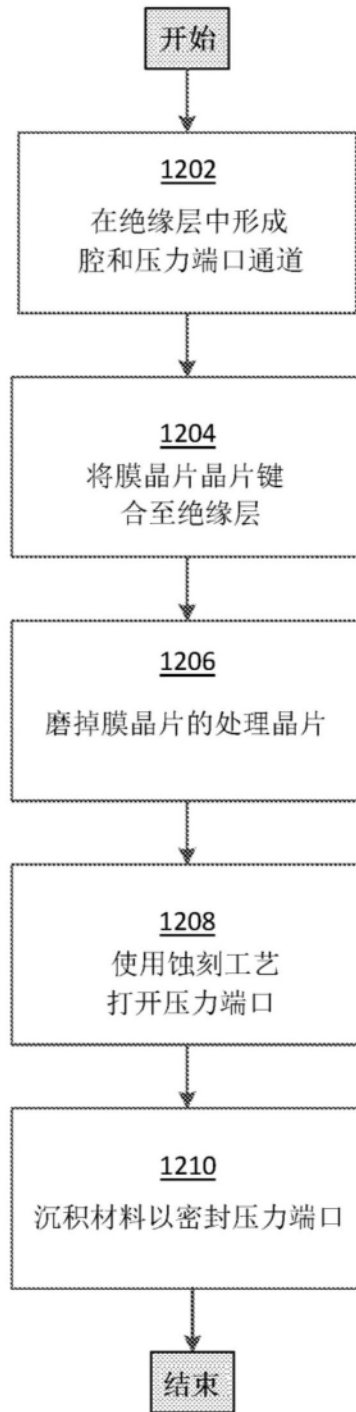 开始
1202
在绝缘层中形成
腔和压力端口通道
1204
将膜晶片晶片键
合至绝缘层
1206
磨掉膜晶片的处理晶片
1208
使用蚀刻工艺
打开压力端口
1210
沉积材料以密封压力端口
结束